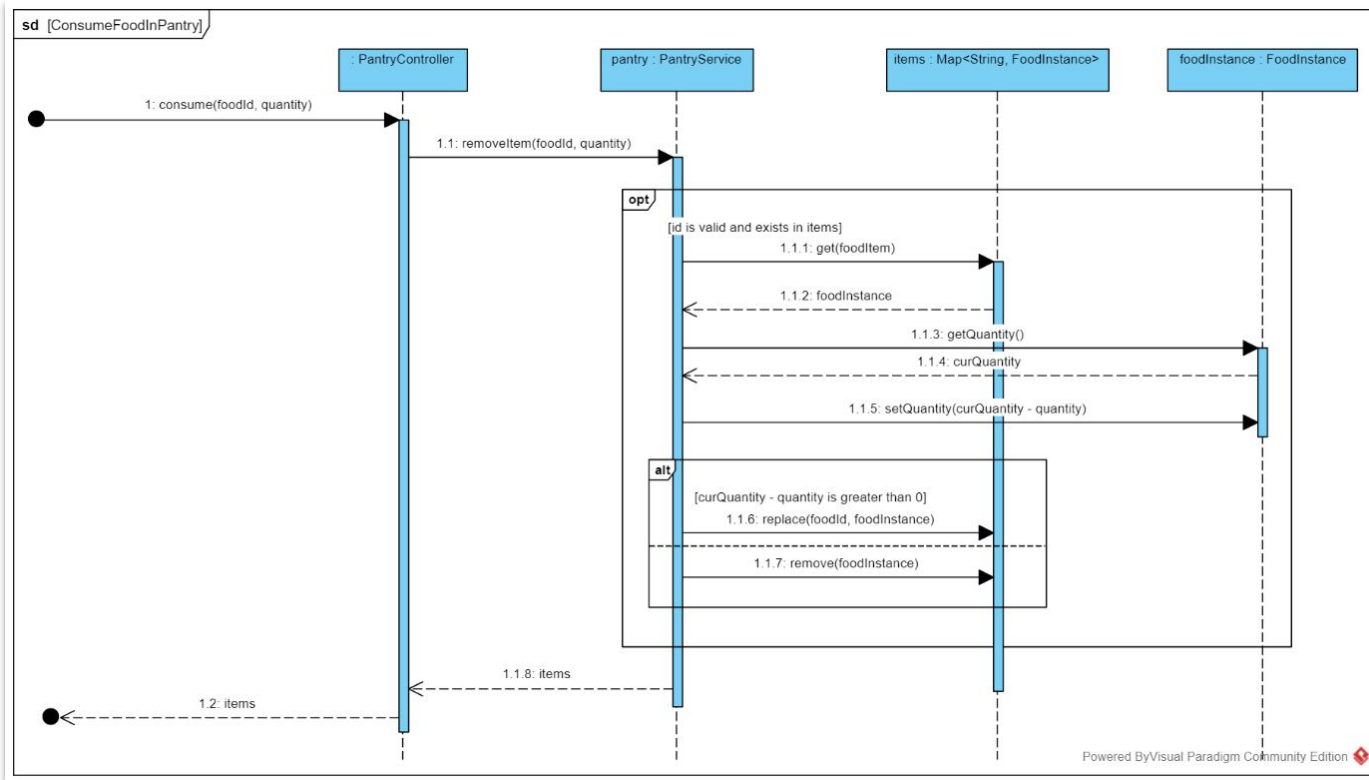 sd [ConsumeFoodInPantry]
: PantryController
pantry : PantryService
items : Map<String, FoodInstance>
foodInstance : FoodInstance
1: consume(foodId, quantity)
1.1: removeItem(foodId, quantity)
opt
[id is valid and exists in items]
1.1.1: get(foodItem)
1.1.2: foodInstance
1.1.3: getQuantity()
1.1.4: curQuantity
1.1.5: setQuantity(curQuantity - quantity)
alt
[curQuantity - quantity is greater than 0]
1.1.6: replace(foodId, foodInstance)
1.1.7: remove(foodInstance)
1.1.8: items
1.2: items
Powered ByVisual Paradigm Community Edition